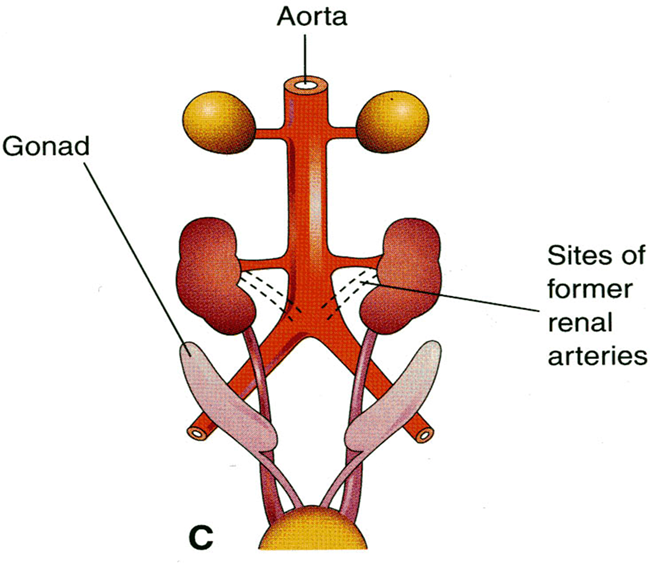 Aorta
Gonad
Sites of
former
renal
arteries
C